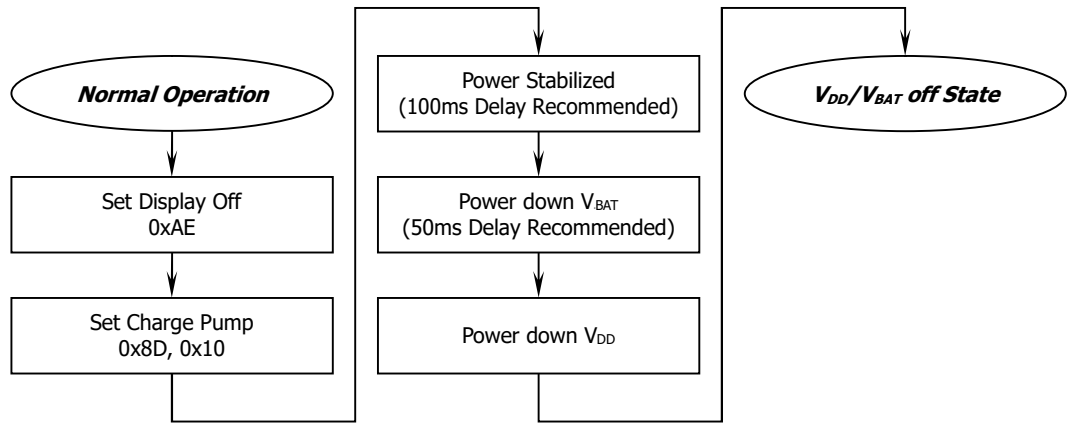 Normal Operation
Set Display Off
0xAE
Set Charge Pump
0x8D, 0x10
Power Stabilized
(100ms Delay Recommended)
Power down VBAT
(50ms Delay Recommended)
Power down VDD
VDD/VBAT off State